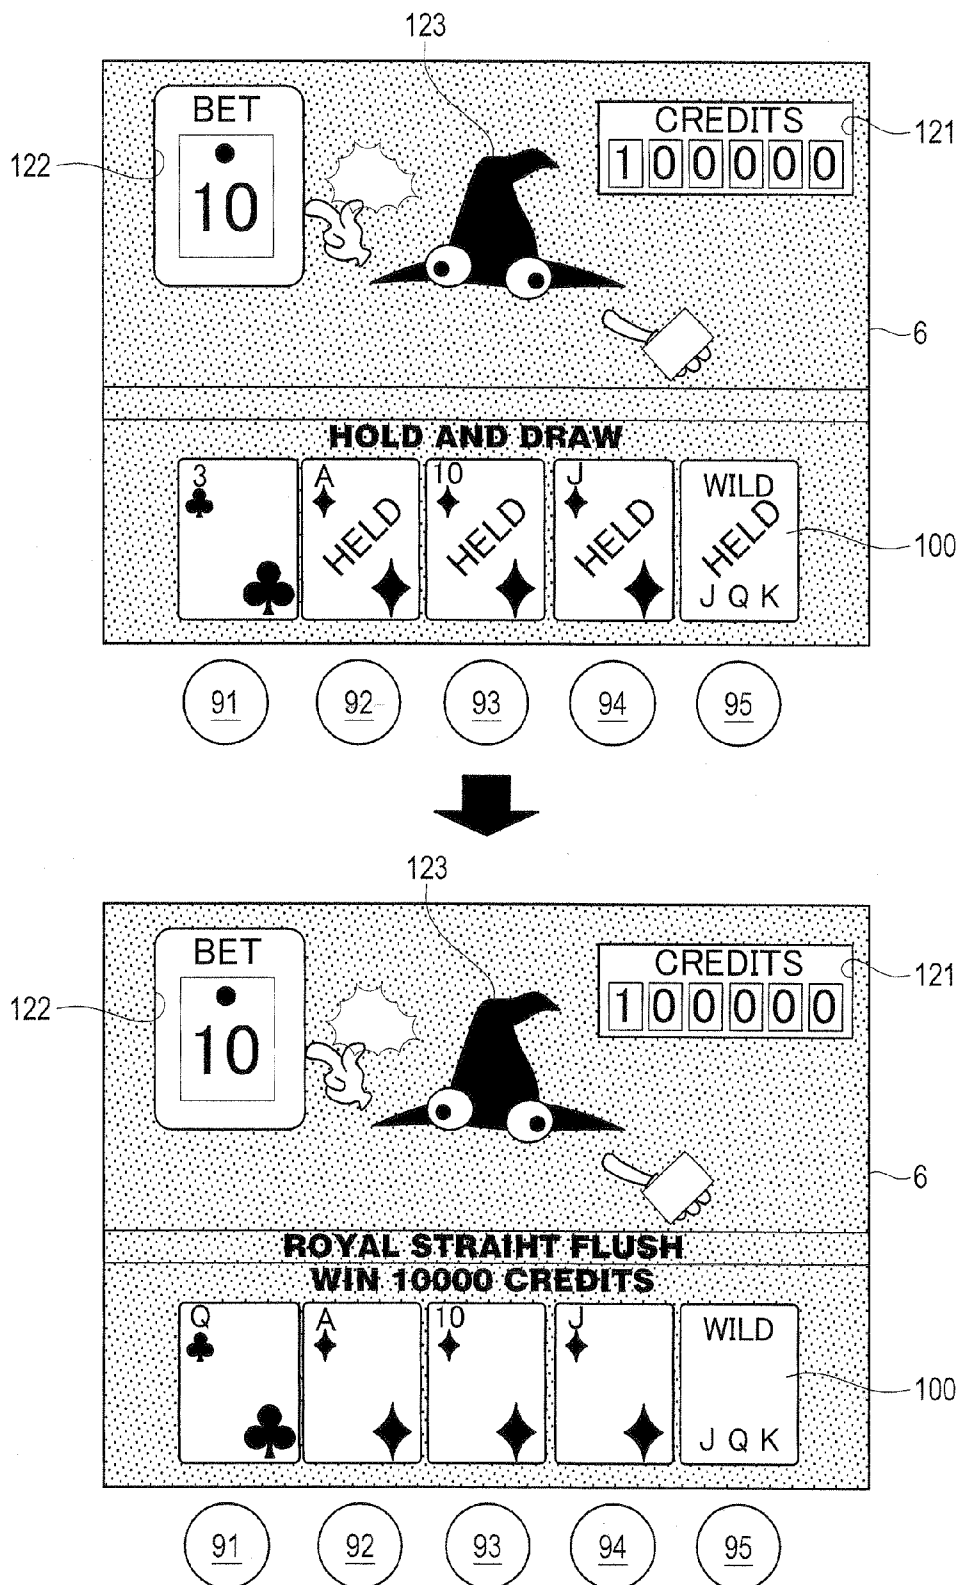 123
BET
10
122
CREDITS
100000
121
6
HOLD AND DRAW
3
A
10
J
WILD
HELD
HELD
HELD
HELD
J Q K
100
91
92
93
94
95
123
BET
10
122
CREDITS
100000
121
6
ROYAL STRAIHT FLUSH
WIN 10000 CREDITS
Q
A
10
J
WILD
J Q K
100
91
92
93
94
95